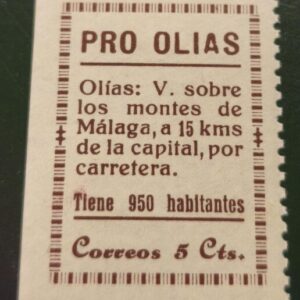 PRO OLIAS
Olías: V. sobre
los montes de
Málaga, a 15 kms
de la capital, por
carretera.
Tiene 950 habitantes
Correos 5 Cts.